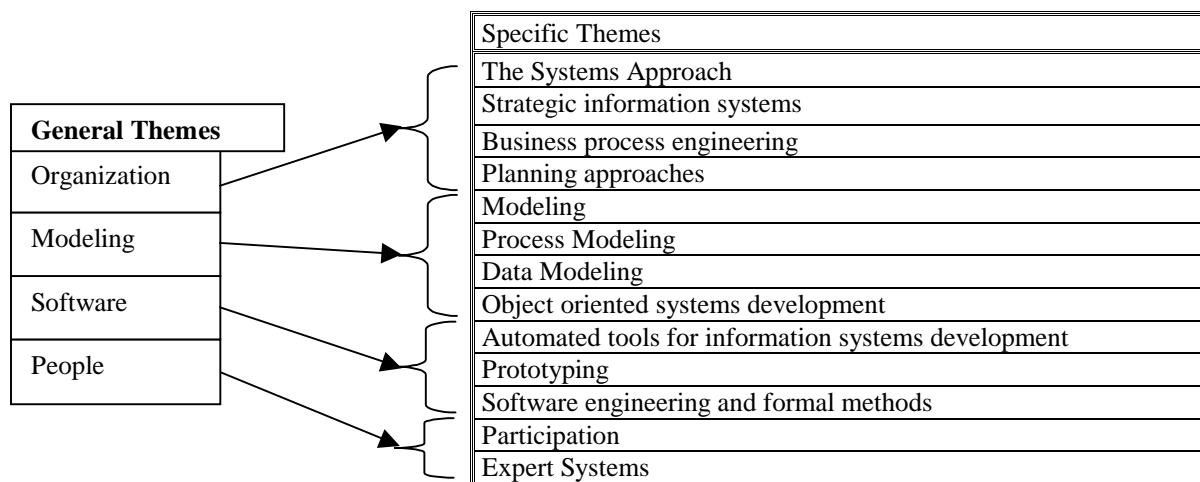 General Themes
Organization
Modeling
Software
People
Specific Themes
The Systems Approach
Strategic information systems
Business process engineering
Planning approaches
Modeling
Process Modeling
Data Modeling
Object oriented systems development
Automated tools for information systems development
Prototyping
Software engineering and formal methods
Participation
Expert Systems